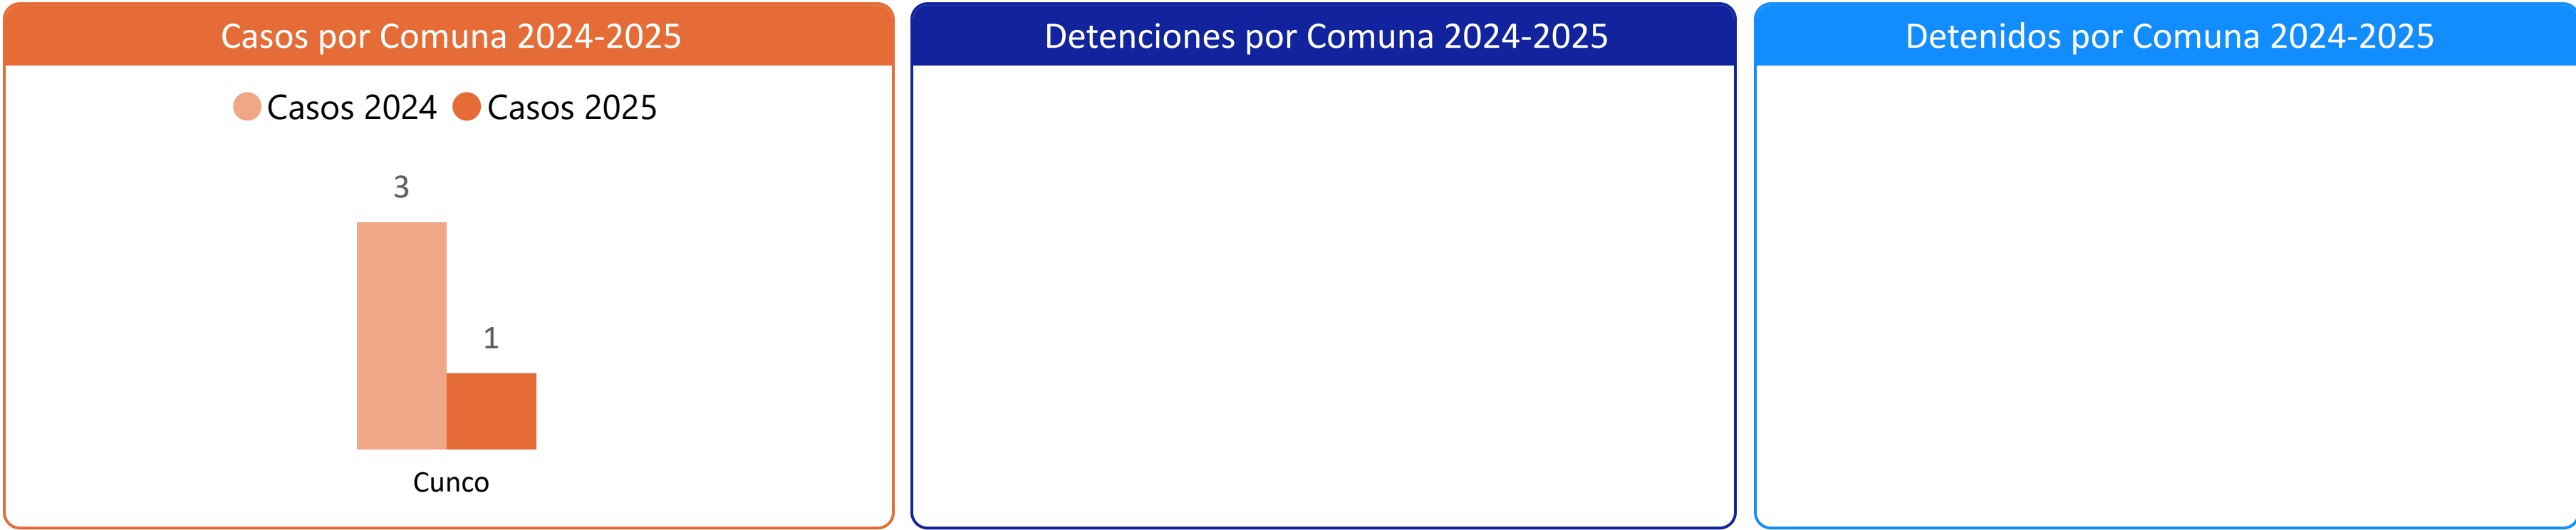 Casos por Comuna 2024-2025
Casos 2024 Casos 2025
3
1
Cunco
Detenciones por Comuna 2024-2025
Detenidos por Comuna 2024-2025